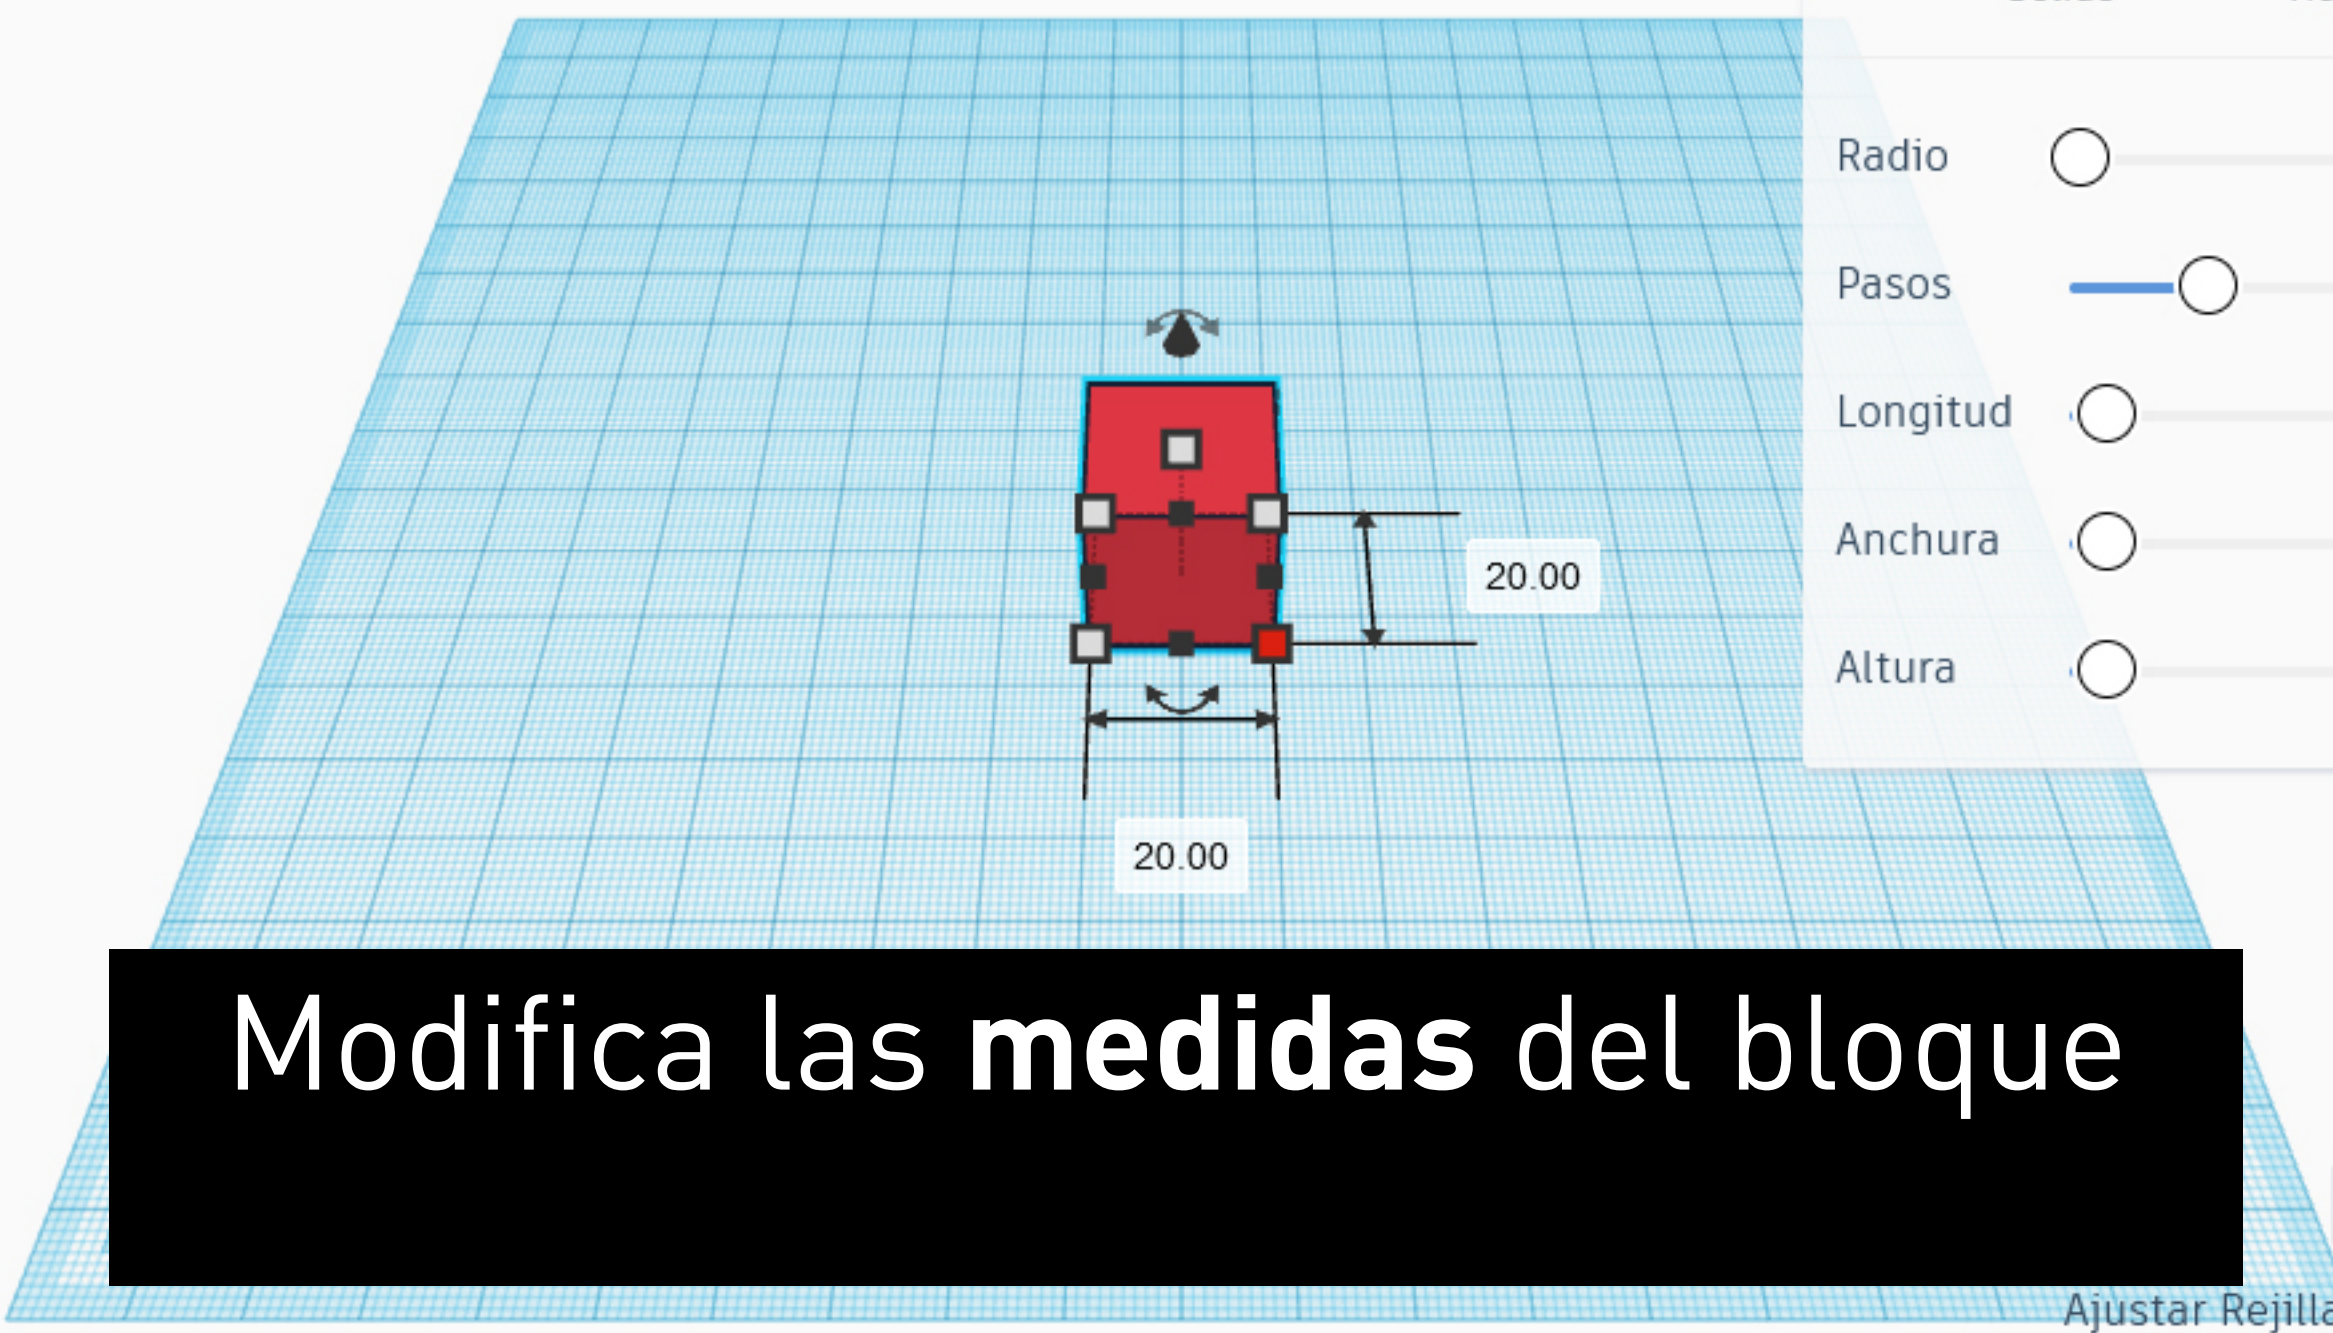 Radio
Pasos
Longitud
Anchura
Altura
20.00
20.00
Modifica las medidas del bloque
Ajustar Rejilla